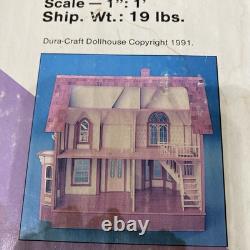 Scale — 1": 1'
Ship. Wt.: 19 lbs.
Dura-Craft Dollhouse Copyright 1991.